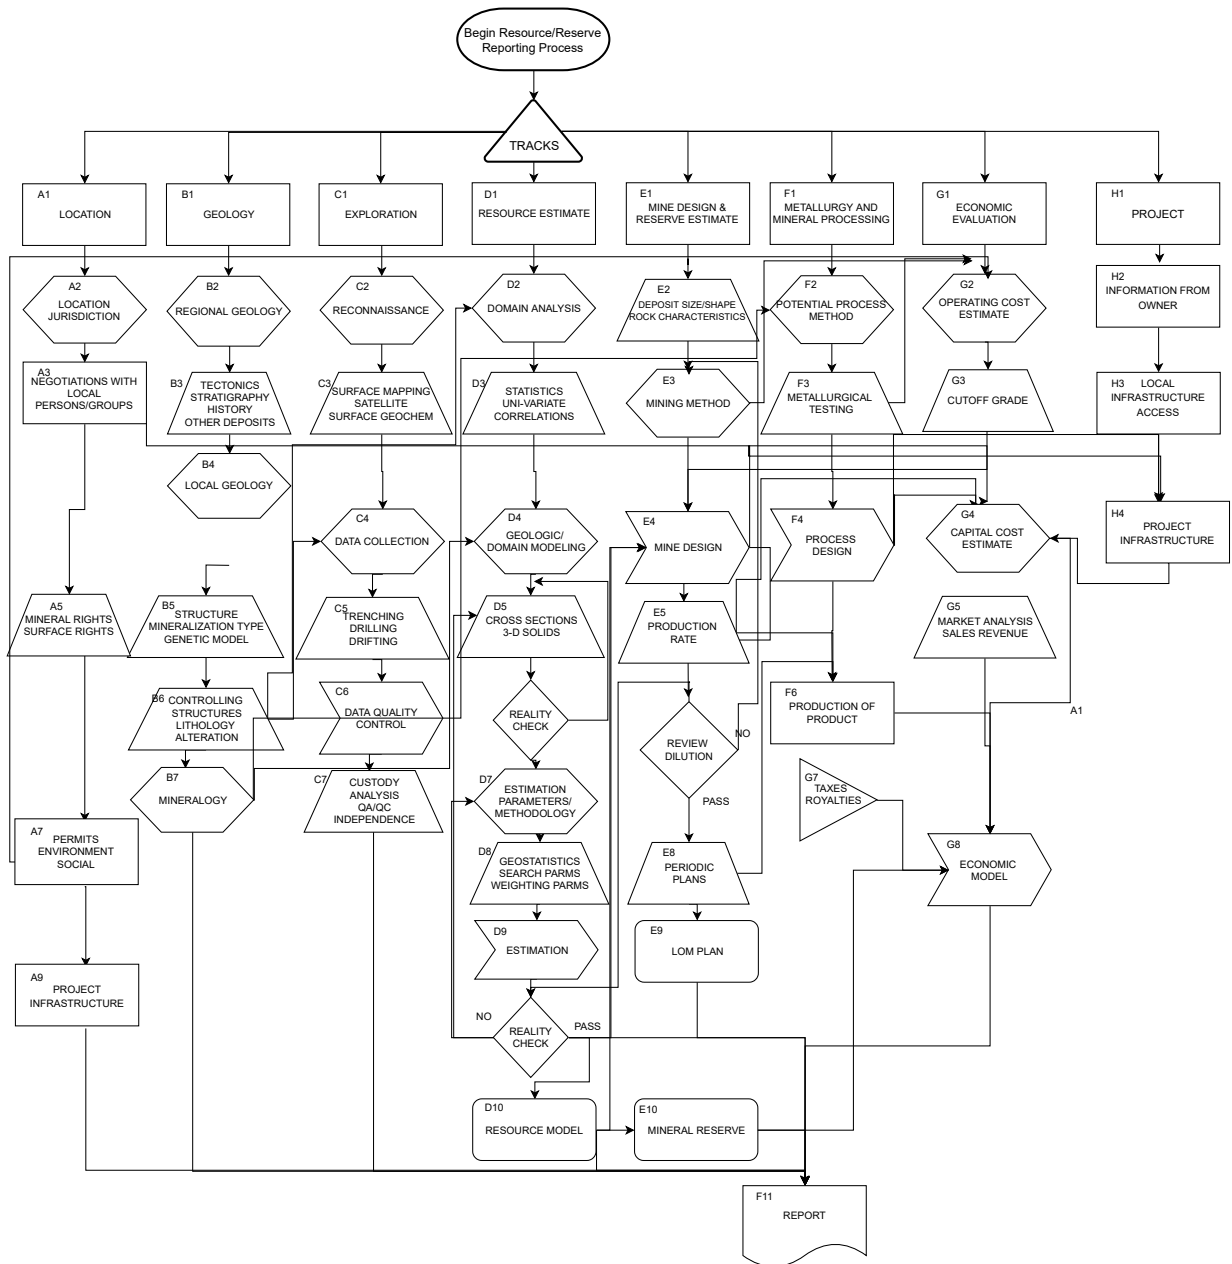 Begin Resource/Reserve
Reporting Process
TRACKS
A1
LOCATION
B1
GEOLOGY
C1
EXPLORATION
D1
RESOURCE ESTIMATE
E1
MINE DESIGN &
RESERVE ESTIMATE
F1
METALLURGY AND
MINERAL PROCESSING
G1
ECONOMIC
EVALUATION
H1
PROJECT
A2
LOCATION
JURISDICTION
B2
REGIONAL GEOLOGY
C2
RECONNAISSANCE
D2
DOMAIN ANALYSIS
E2
DEPOSIT SIZE/SHAPE
ROCK CHARACTERISTICS
F2
POTENTIAL PROCESS
METHOD
G2
OPERATING COST
ESTIMATE
H2
INFORMATION FROM
OWNER
A3
NEGOTIATIONS WITH
LOCAL
PERSONS/GROUPS
B3
TECTONICS
STRATIGRAPHY
HISTORY
OTHER DEPOSITS
C3
SURFACE MAPPING
SATELLITE
SURFACE GEOCHEM
D3
STATISTICS
UNI-VARIATE
CORRELATIONS
E3
MINING METHOD
F3
METALLURGICAL
TESTING
G3
CUTOFF GRADE
H3
LOCAL
INFRASTRUCTURE
ACCESS
B4
LOCAL GEOLOGY
C4
DATA COLLECTION
D4
GEOLOGIC/
DOMAIN MODELING
E4
MINE DESIGN
F4
PROCESS
DESIGN
G4
CAPITAL COST
ESTIMATE
H4
PROJECT
INFRASTRUCTURE
A5
MINERAL RIGHTS
SURFACE RIGHTS
B5
STRUCTURE
MINERALIZATION TYPE
GENETIC MODEL
C5
TRENCHING
DRILLING
DRIFTING
D5
CROSS SECTIONS
3-D SOLIDS
E5
PRODUCTION
RATE
G5
MARKET ANALYSIS
SALES REVENUE
B6
CONTROLLING
STRUCTURES
LITHOLOGY
ALTERATION
C6
DATA QUALITY
CONTROL
REALITY
CHECK
REVIEW
DILUTION
NO
PASS
F6
PRODUCTION OF
PRODUCT
A1
B7
MINERALOGY
C7
CUSTODY
ANALYSIS
QA/QC
INDEPENDENCE
D7
ESTIMATION
PARAMETERS/
METHODOLOGY
G7
TAXES
ROYALTIES
A7
PERMITS
ENVIRONMENT
SOCIAL
D8
GEOSTATISTICS
SEARCH PARMS
WEIGHTING PARMS
E8
PERIODIC
PLANS
G8
ECONOMIC
MODEL
D9
ESTIMATION
E9
LOM PLAN
A9
PROJECT
INFRASTRUCTURE
NO
REALITY
CHECK
PASS
D10
RESOURCE MODEL
E10
MINERAL RESERVE
F11
REPORT